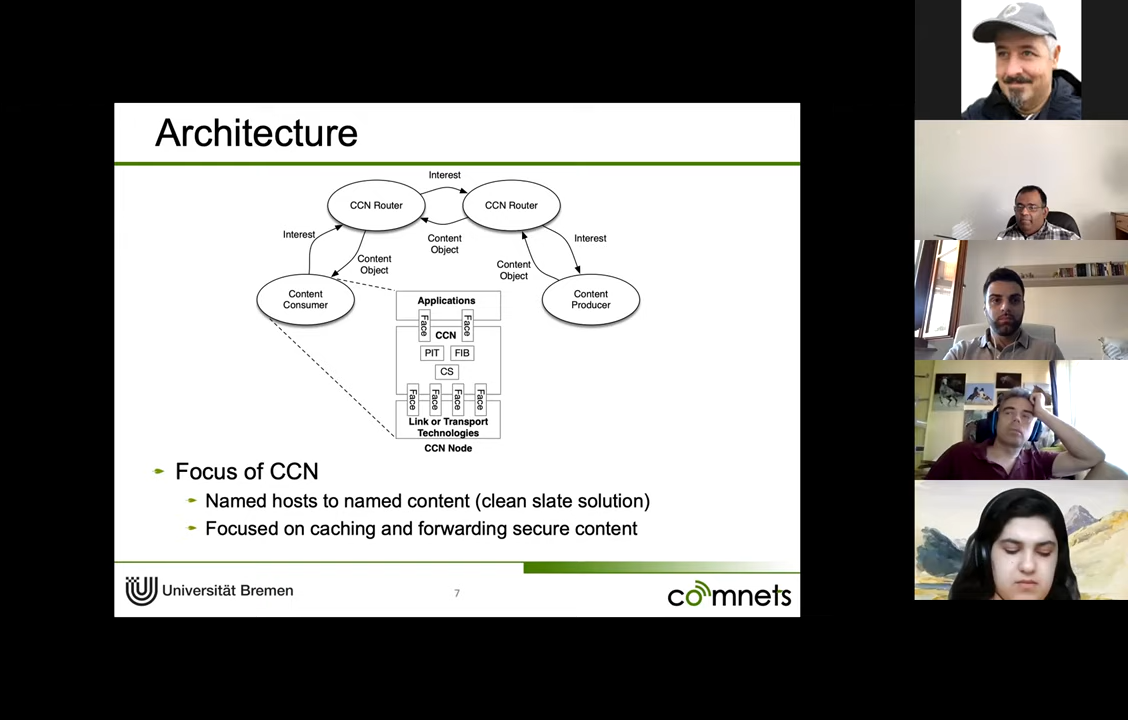 Architecture
Interest
CCN Router
CCN Router
Interest
Content
Object
Interest
Content
Object
Content
Object
Content
Consumer
Content
Producer
Applications
Face
Face
CCN
PIT
FIB
CS
Face
Face
Face
Face
Link or Transport
Technologies
CCN Node
Focus of CCN
Named hosts to named content (clean slate solution)
Focused on caching and forwarding secure content
Universität Bremen
7
comnets